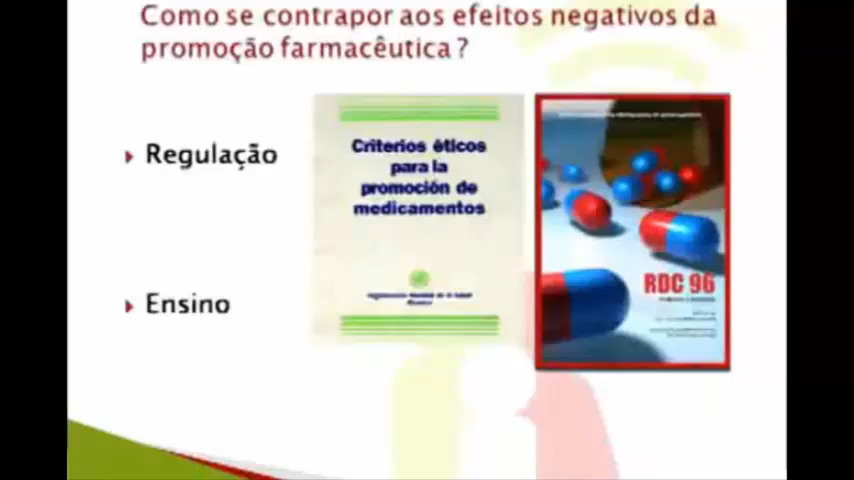 Como se contrapor aos efeitos negativos da
promoção farmacêutica ?
Regulação
Ensino
Criterios éticos
para la
promoción de
medicamentos
RDC 96